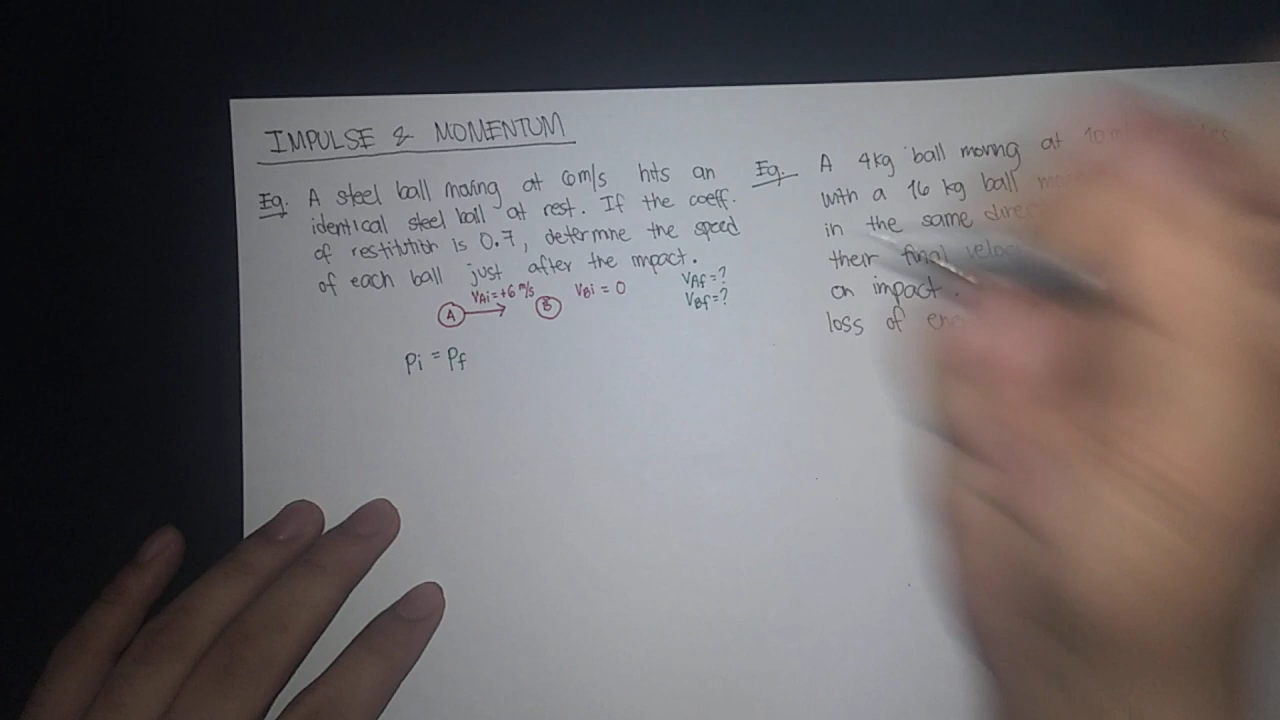 IMPULSE & MOMENTUM
Eg. A steel ball moving at 6m/s hits an
identical steel ball at rest. If the coeff.
of restitution is 0.7, determine the speed
of each ball just after the impact.
vAi=+6 m/s
A
B
vBi = 0
vAf=?
vBf=?
Pi = Pf
Eg. A 4kg ball moving at 10m
with a 16 kg ball
in the same
their final
on impact.
loss of